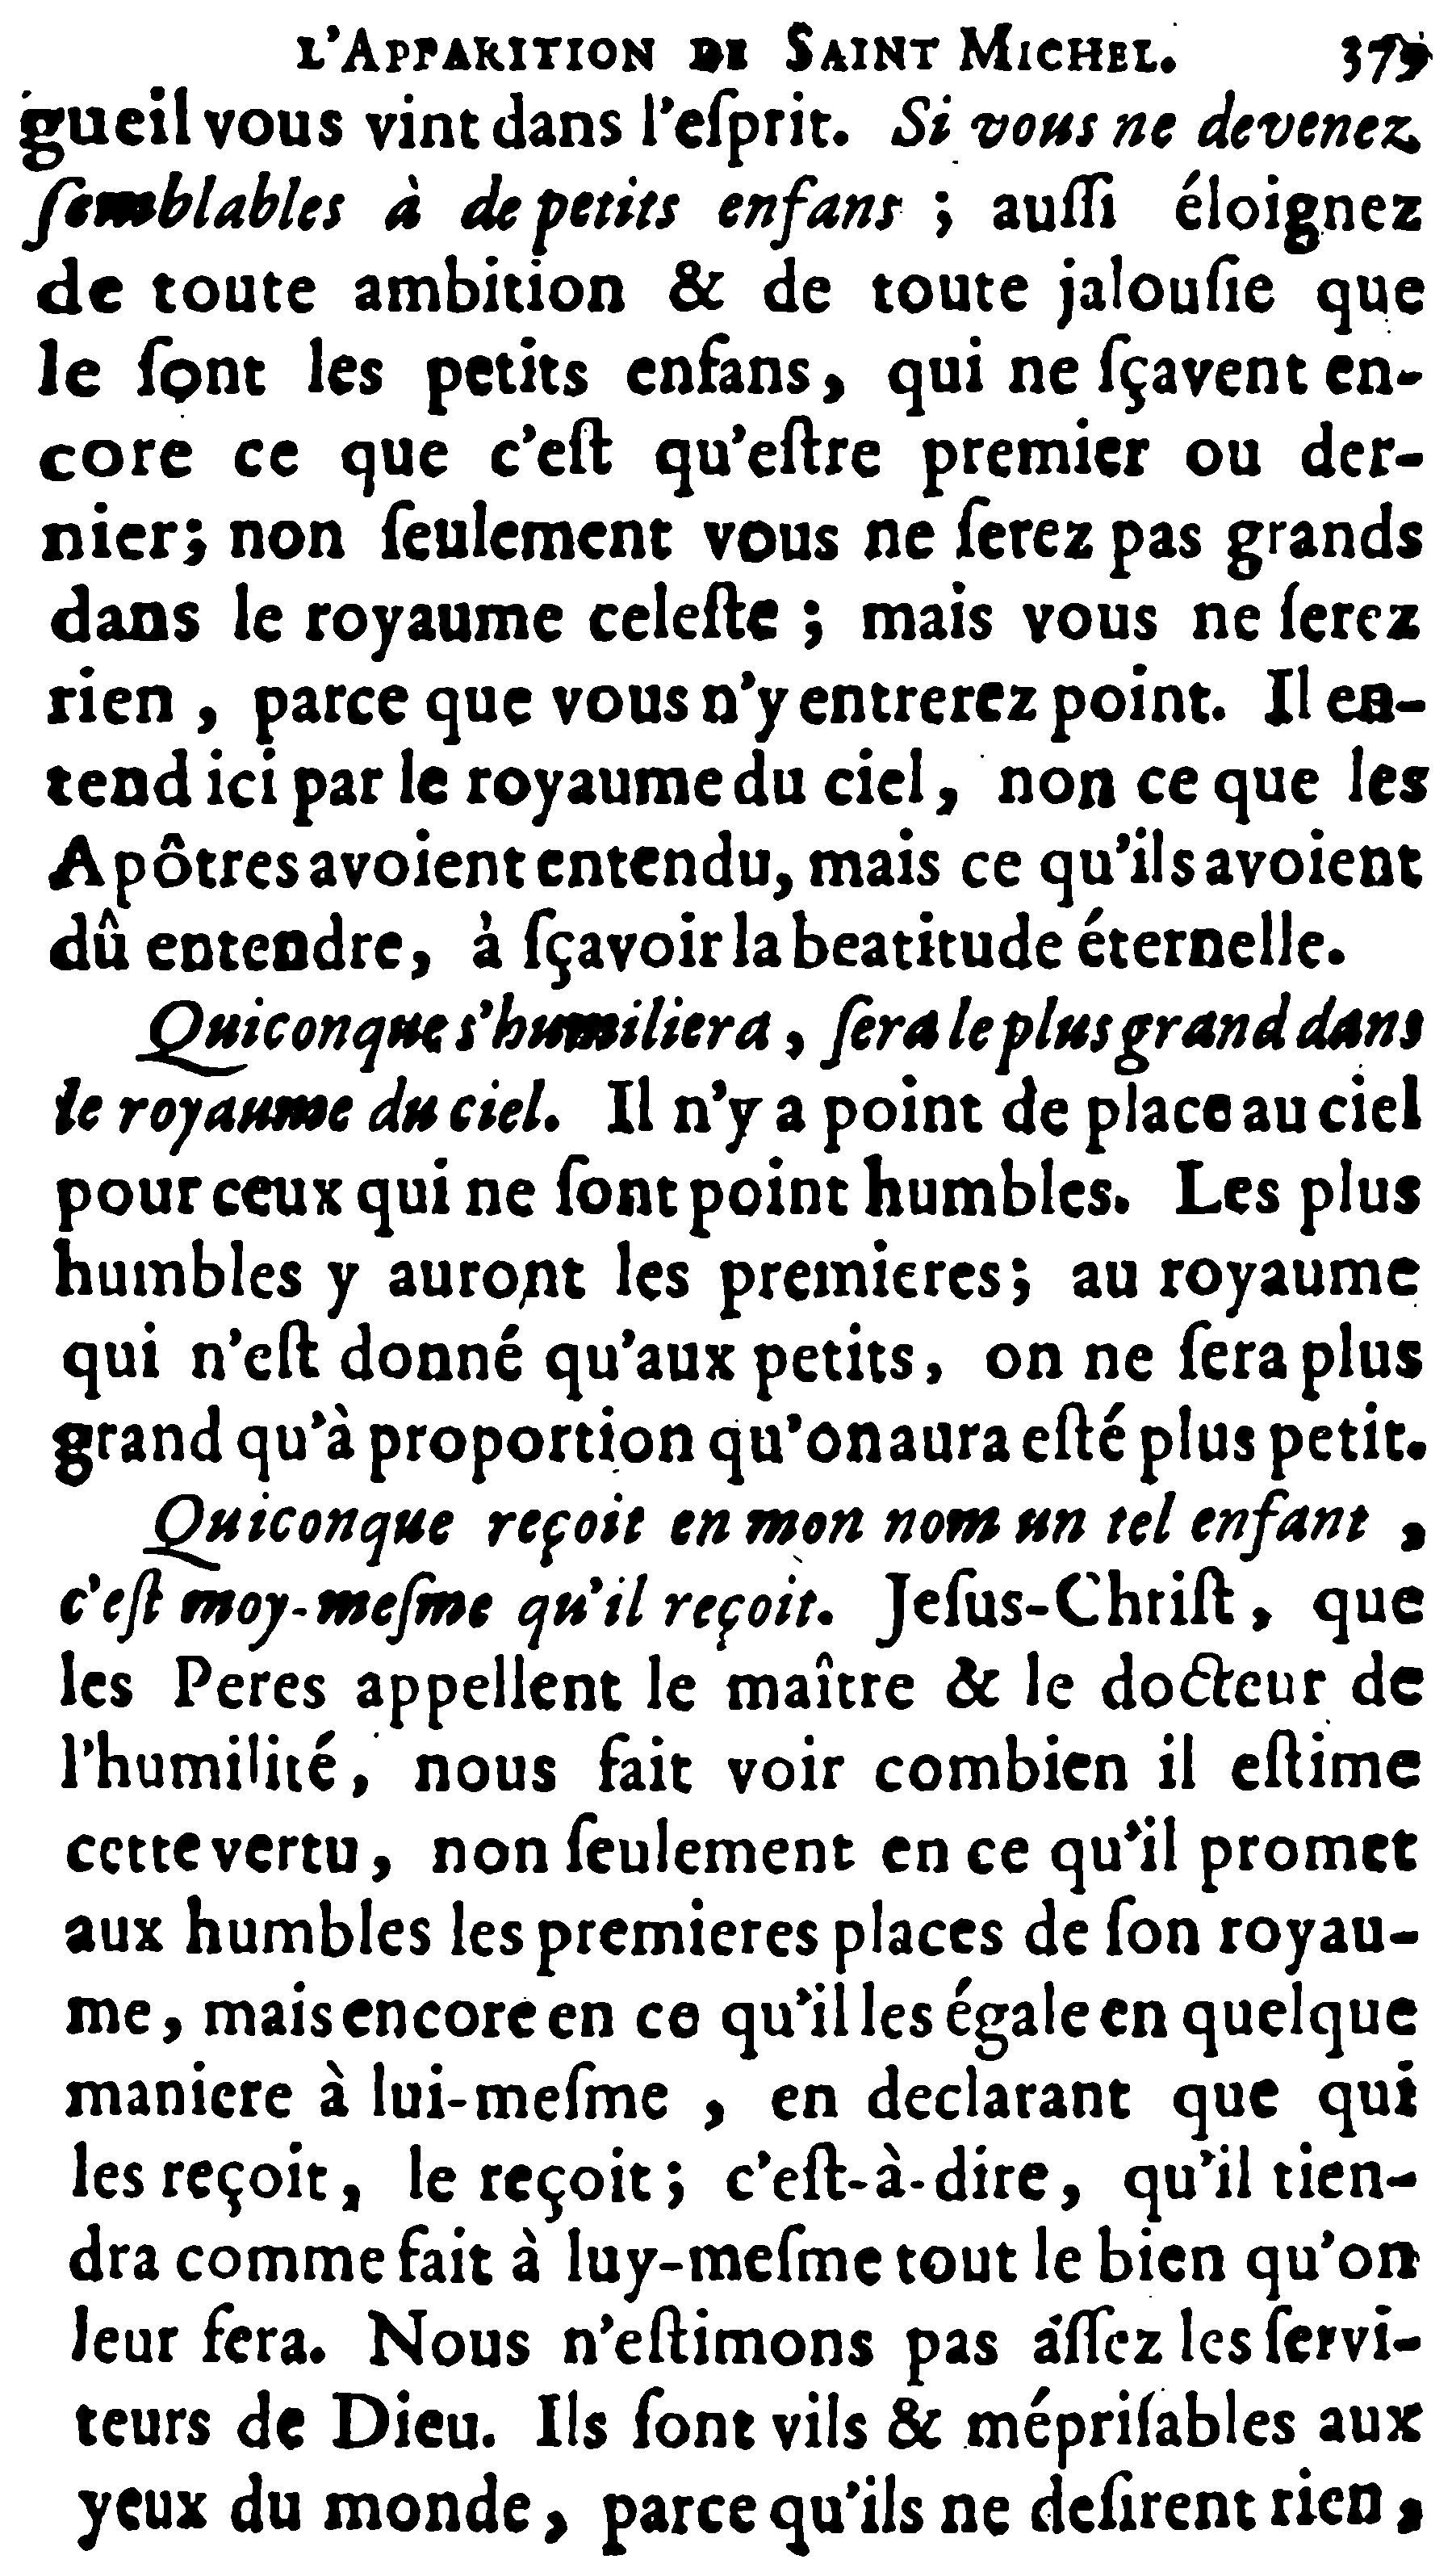 L'APPARITION DE SAINT MICHEL. 379
gueil vous vint dans l'eſprit. Si vous ne devenez
ſemblables à de petits enfans ; auſſi éloignez
de toute ambition & de toute jalouſie que
le ſont les petits enfans, qui ne ſçavent en-
core ce que c'eſt qu'eſtre premier ou der-
nier; non ſeulement vous ne ſerez pas grands
dans le royaume celeſte ; mais vous ne ſerez
rien , parce que vous n'y entrerez point. Il en-
tend ici par le royaume du ciel, non ce que les
Apôtres avoient entendu, mais ce qu'ils avoient
dû entendre, à ſçavoir la beatitude éternelle.
Quiconque s'humiliera , ſera le plus grand dans
le royaume du ciel. Il n'y a point de place au ciel
pour ceux qui ne ſont point humbles. Les plus
humbles y auront les premieres; au royaume
qui n'eſt donné qu'aux petits, on ne ſera plus
grand qu'à proportion qu'on aura eſté plus petit.
Quiconque reçoit en mon nom un tel enfant ,
c'eſt moy-meſme qu'il reçoit. Jeſus-Chriſt, que
les Peres appellent le maître & le docteur de
l'humilité, nous fait voir combien il eſtime
cette vertu, non ſeulement en ce qu'il promet
aux humbles les premieres places de ſon royau-
me, mais encore en ce qu'il les égale en quelque
maniere à lui-meſme , en declarant que qui
les reçoit, le reçoit; c'eſt-à-dire, qu'il tien-
dra comme fait à luy-meſme tout le bien qu'on
leur fera. Nous n'eſtimons pas aſſez les ſervi-
teurs de Dieu. Ils ſont vils & mépriſables aux
yeux du monde, parce qu'ils ne deſirent rien,